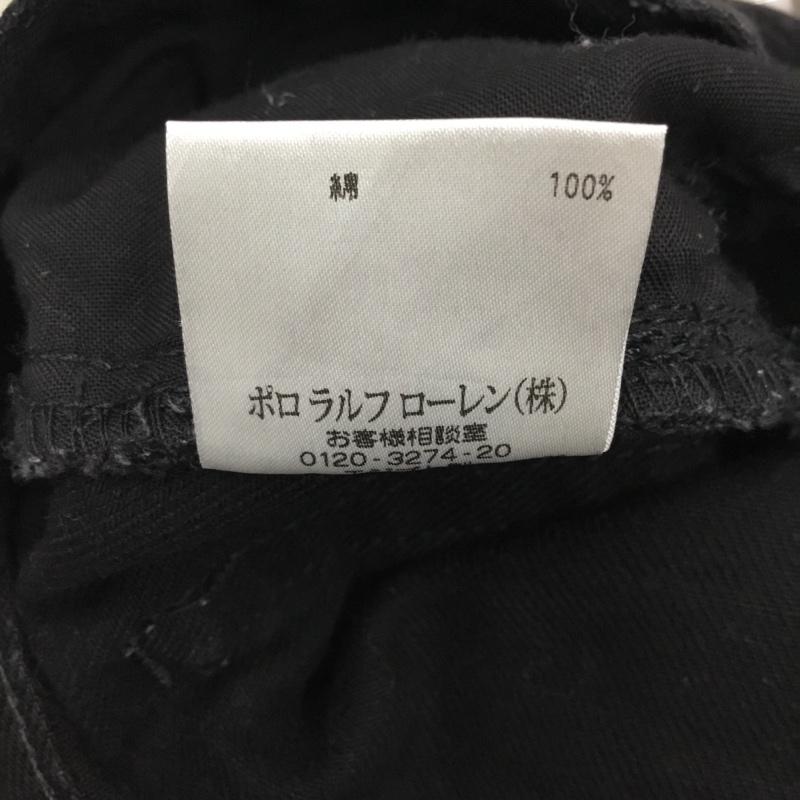 綿 100%
ポロ ラルフ ローレン(株)
お客様相談室
0120-3274-20